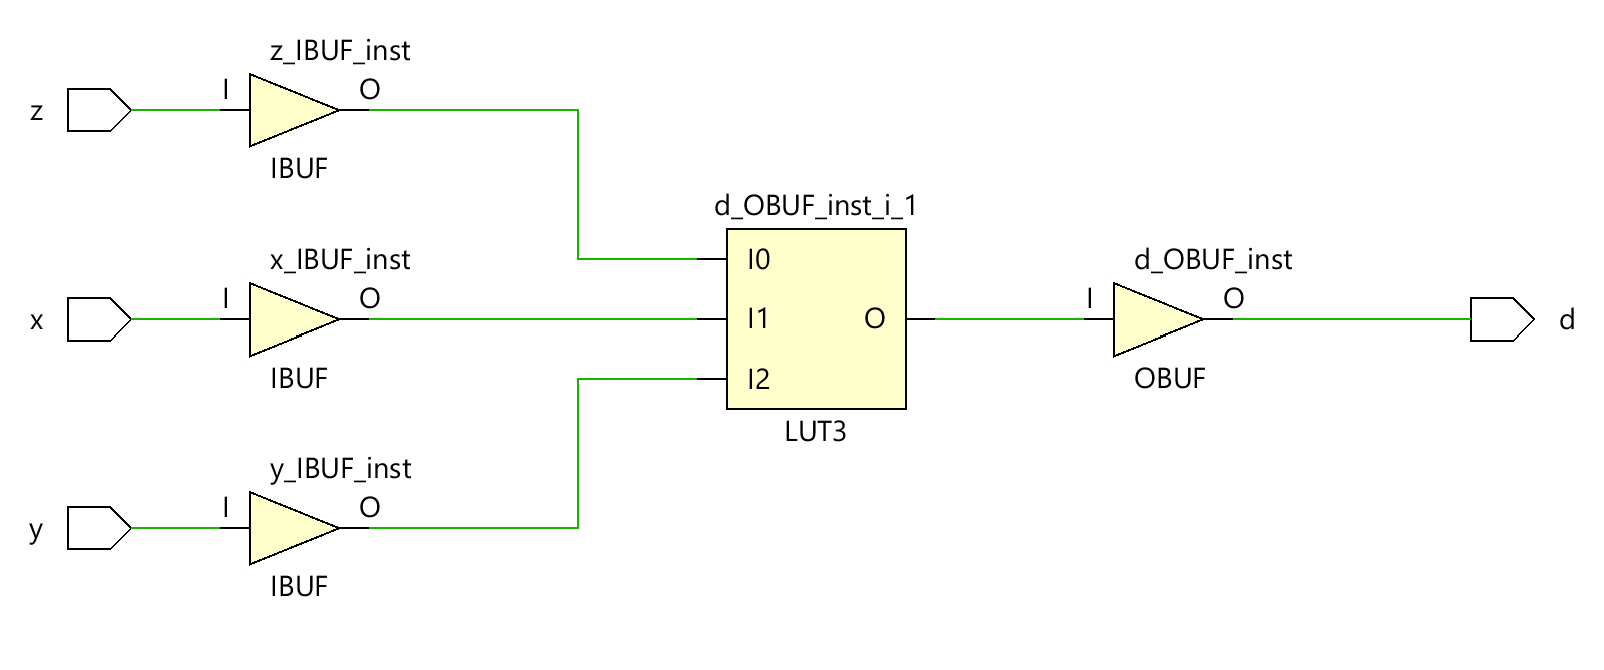 z_IBUF_inst
z I O
IBUF
d_OBUF_inst_i_1
x_IBUF_inst
x I O
IBUF
I0
I1 O
I2
LUT3
d_OBUF_inst
I O d
OBUF
y_IBUF_inst
y I O
IBUF